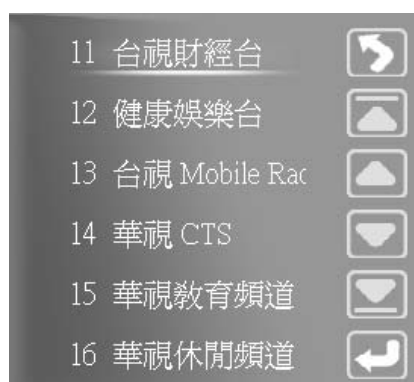 11 台視財經台
12 健康娛樂台
13 台視 Mobile Rac
14 華視 CTS
15 華視教育頻道
16 華視休閒頻道